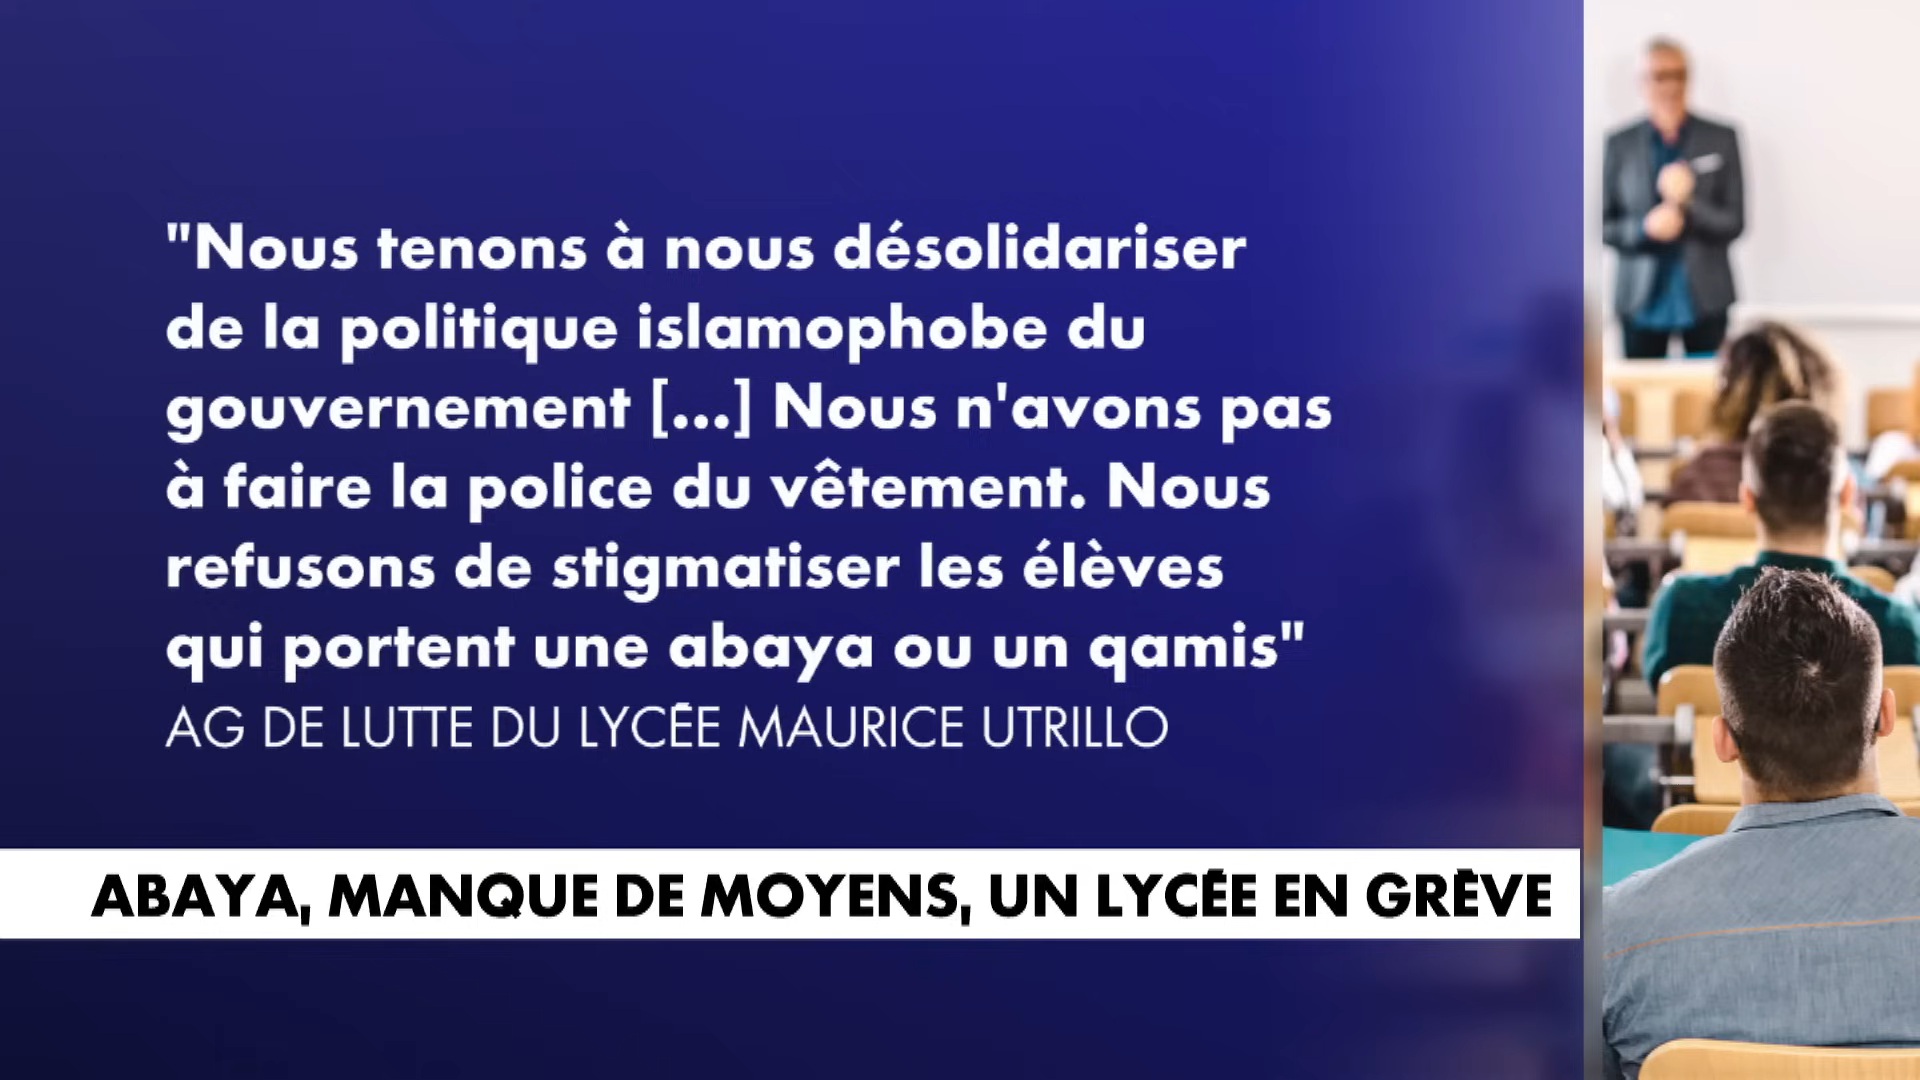 "Nous tenons à nous désolidariser
de la politique islamophobe du
gouvernement [...] Nous n'avons pas
à faire la police du vêtement. Nous
refusons de stigmatiser les élèves
qui portent une abaya ou un qamis"
AG DE LUTTE DU LYCÉE MAURICE UTRILLO
ABAYA, MANQUE DE MOYENS, UN LYCÉE EN GRÈVE